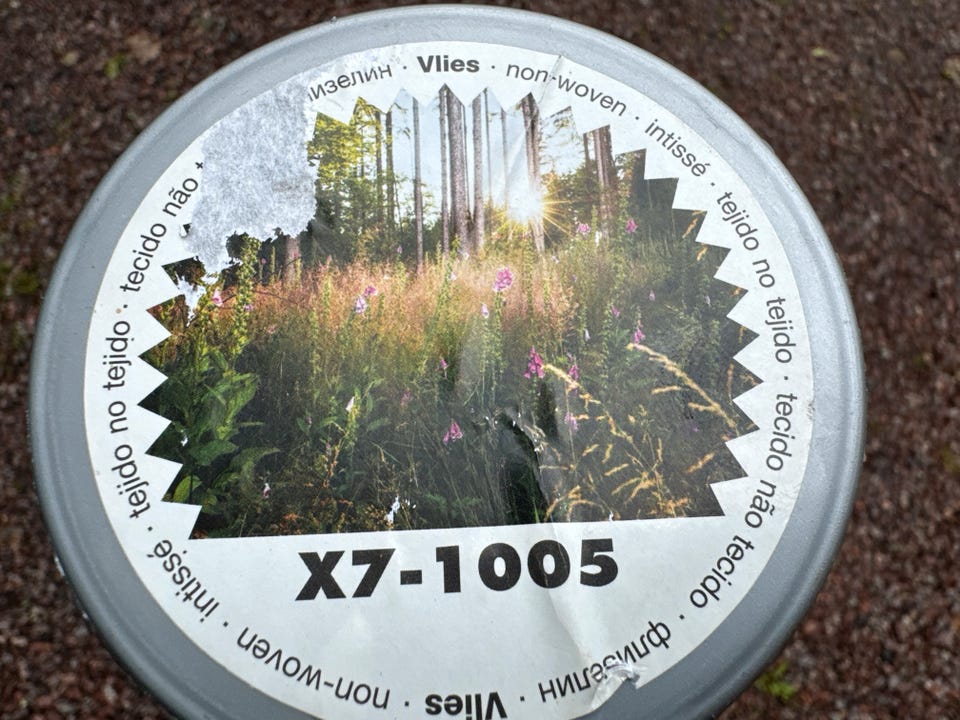 изелин · Vlies · non-woven · intissé · tejido no tejido · tecido não tecido · флизелин · Vlies · non-woven · intissé · tejido no tejido · tecido não
X7-1005